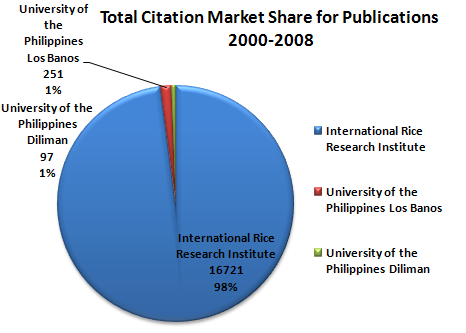 Total Citation Market Share for Publications
2000-2008
University of the
Philippines
Los Banos
251
1%
University of the
Philippines
Diliman
97
1%
International Rice
Research Institute
16721
98%
International Rice
Research Institute
University of the
Philippines Los Banos
University of the
Philippines Diliman